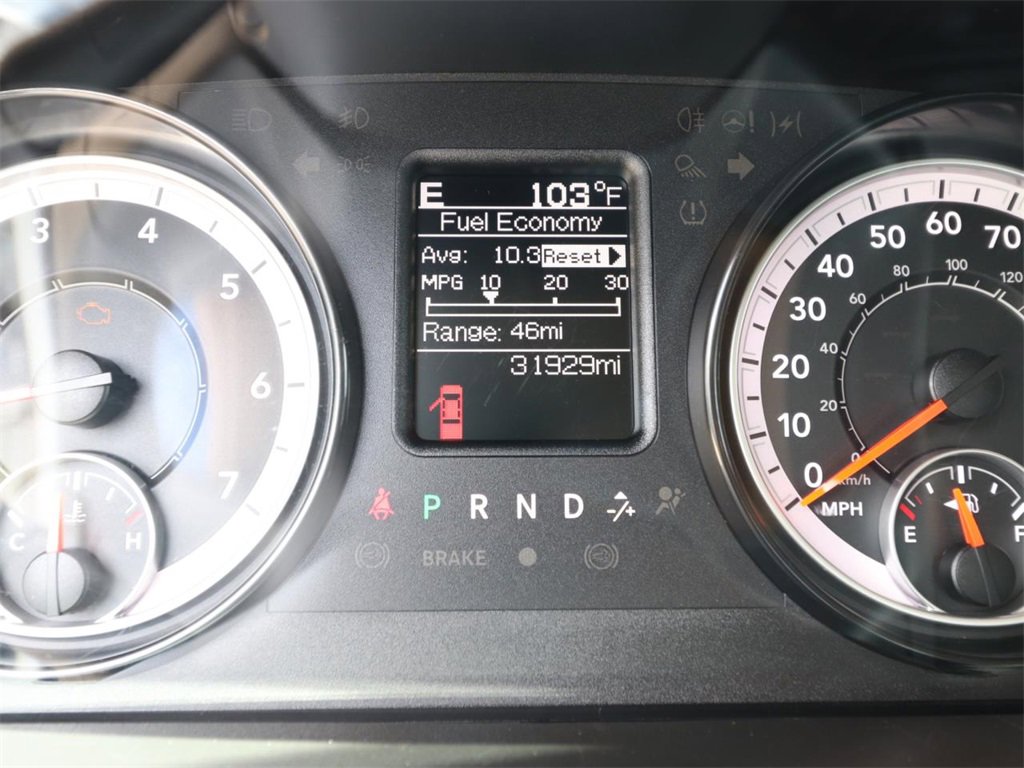 E 103°F
Fuel Economy
Avg: 10.3 Reset
MPG 10 20 30
Range: 46mi
31929mi
3 4 5 6 7
C H
P R N D -/+
BRAKE
0 10 20 30 40 50 60 70
0 20 40 60 80 100 120
km/h
MPH
E F